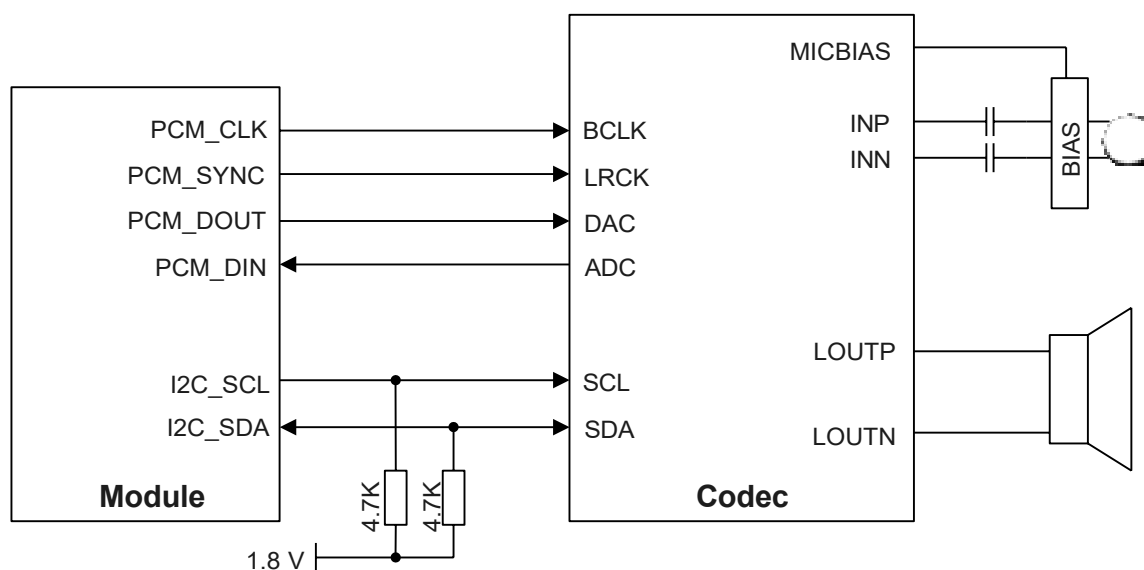 MICBIAS
PCM_CLK
BCLK
INP
PCM_SYNC
LRCK
INN
BIAS
PCM_DOUT
DAC
PCM_DIN
ADC
LOUTP
I2C_SCL
SCL
I2C_SDA
SDA
LOUTN
Module
4.7K
4.7K
Codec
1.8 V